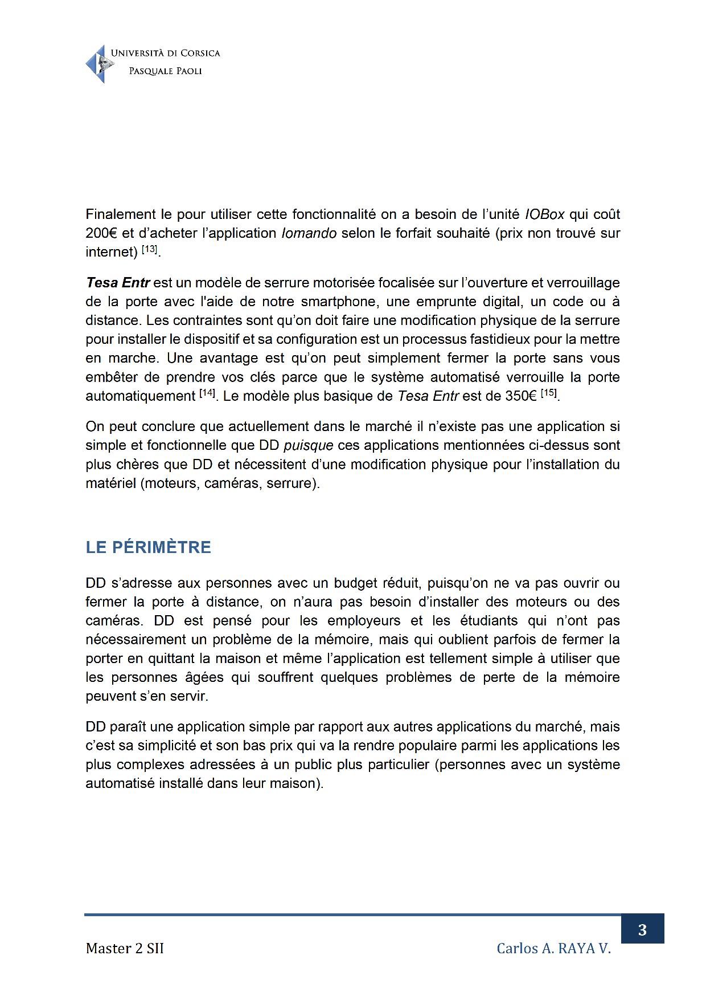 UNIVERSITÀ DI CORSICA
PASQUALE PAOLI
Finalement le pour utiliser cette fonctionnalité on a besoin de l’unité IOBox qui coût
200€ et d’acheter l’application Iomando selon le forfait souhaité (prix non trouvé sur
internet) [13].
Tesa Entr est un modèle de serrure motorisée focalisée sur l’ouverture et verrouillage
de la porte avec l'aide de notre smartphone, une emprunte digital, un code ou à
distance. Les contraintes sont qu’on doit faire une modification physique de la serrure
pour installer le dispositif et sa configuration est un processus fastidieux pour la mettre
en marche. Une avantage est qu’on peut simplement fermer la porte sans vous
embêter de prendre vos clés parce que le système automatisé verrouille la porte
automatiquement [14]. Le modèle plus basique de Tesa Entr est de 350€ [15].
On peut conclure que actuellement dans le marché il n’existe pas une application si
simple et fonctionnelle que DD puisque ces applications mentionnées ci-dessus sont
plus chères que DD et nécessitent d’une modification physique pour l’installation du
matériel (moteurs, caméras, serrure).
LE PÉRIMÈTRE
DD s’adresse aux personnes avec un budget réduit, puisqu’on ne va pas ouvrir ou
fermer la porte à distance, on n’aura pas besoin d’installer des moteurs ou des
caméras. DD est pensé pour les employeurs et les étudiants qui n’ont pas
nécessairement un problème de la mémoire, mais qui oublient parfois de fermer la
porter en quittant la maison et même l’application est tellement simple à utiliser que
les personnes âgées qui souffrent quelques problèmes de perte de la mémoire
peuvent s’en servir.
DD paraît une application simple par rapport aux autres applications du marché, mais
c’est sa simplicité et son bas prix qui va la rendre populaire parmi les applications les
plus complexes adressées à un public plus particulier (personnes avec un système
automatisé installé dans leur maison).
3
Master 2 SII
Carlos A. RAYA V.